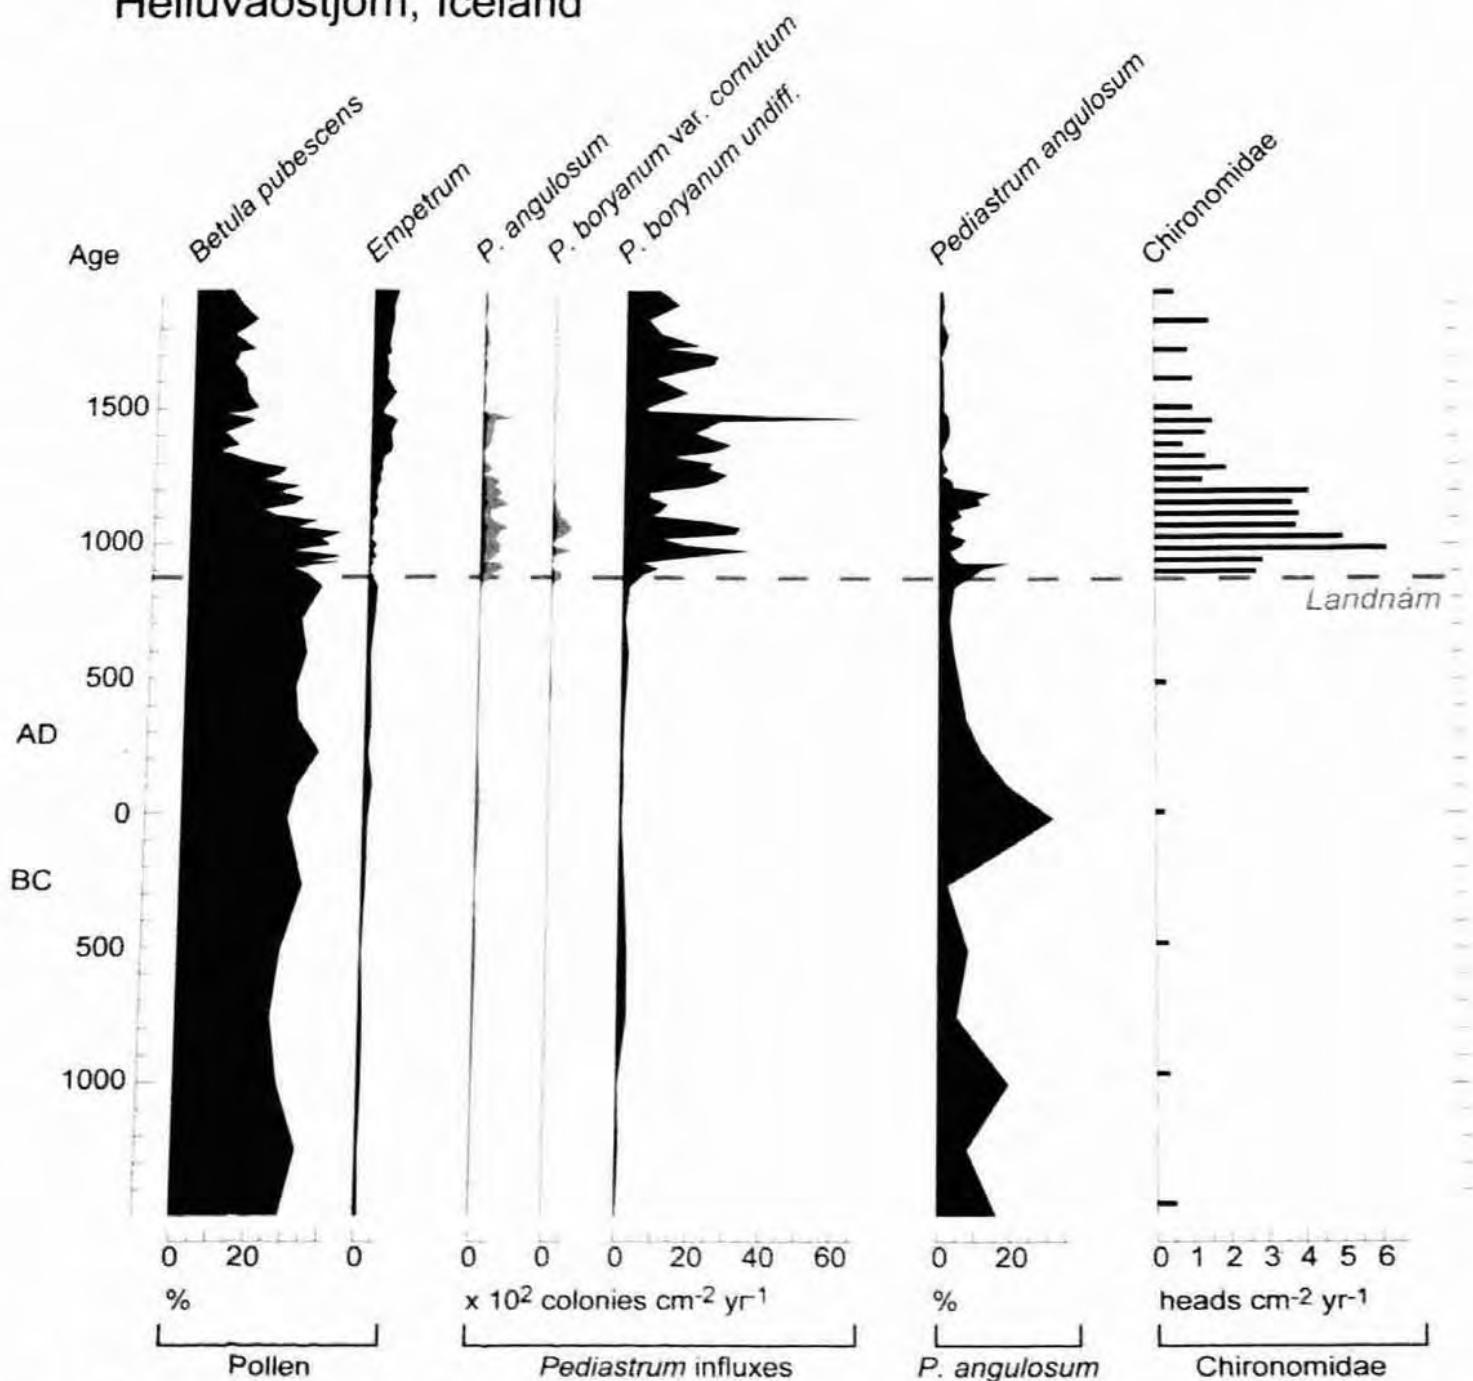 Helluvaðstjörn, Iceland
Betula pubescens
Empetrum
P. angulosum
P. boryanum var. cornutum
P. boryanum undiff.
Pediastrum angulosum
Chironomidae
Age
1500
1000
500
AD
0
BC
500
1000
Landnám
0 20 0 0 0 0 20 40 60 0 20 0 1 2 3 4 5 6
% x 10² colonies cm⁻² yr⁻¹ % heads cm⁻² yr⁻¹
Pollen Pediastrum influxes P. angulosum Chironomidae